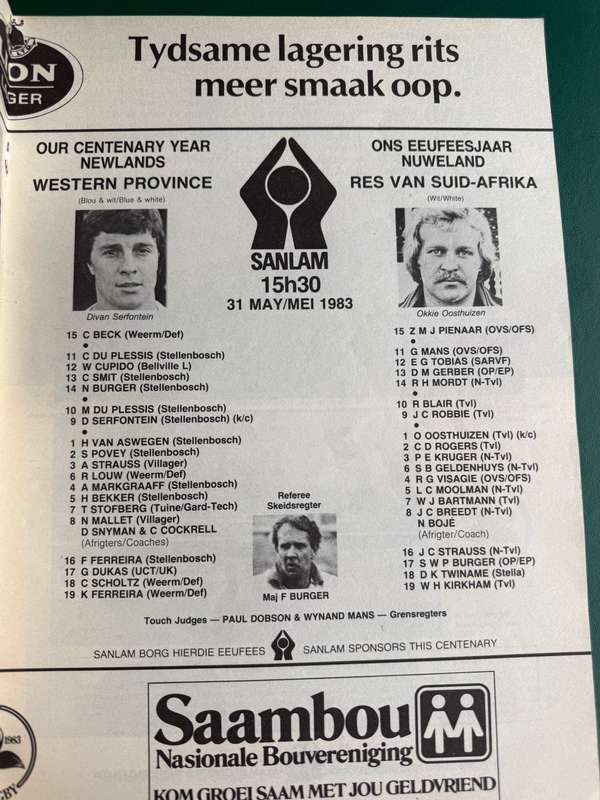 ON
GER
Tydsame lagering rits
meer smaak oop.
OUR CENTENARY YEAR
NEWLANDS
WESTERN PROVINCE
(Blou & wit/Blue & white)
Divan Serfontein
SANLAM
15h30
31 MAY/MEI 1983
ONS EEUFEESJAAR
NUWELAND
RES VAN SUID-AFRIKA
(Wit/White)
Okkie Oosthuizen
15 C BECK (Weerm/Def)
•
11 C DU PLESSIS (Stellenbosch)
12 W CUPIDO (Bellville L)
13 C SMIT (Stellenbosch)
14 N BURGER (Stellenbosch)
•
10 M DU PLESSIS (Stellenbosch)
9 D SERFONTEIN (Stellenbosch) (k/c)
•
1 H VAN ASWEGEN (Stellenbosch)
2 S POVEY (Stellenbosch)
3 A STRAUSS (Villager)
6 R LOUW (Weerm/Def)
4 A MARKGRAAFF (Stellenbosch)
5 H BEKKER (Stellenbosch)
7 T STOFBERG (Tuine/Gard-Tech)
8 N MALLET (Villager)
D SNYMAN & C COCKRELL
(Afrigters/Coaches)
16 F FERREIRA (Stellenbosch)
17 G DUKAS (UCT/UK)
18 C SCHOLTZ (Weerm/Def)
19 K FERREIRA (Weerm/Def)
Referee
Skeidsregter
Maj F BURGER
15 Z M J PIENAAR (OVS/OFS)
•
11 G MANS (OVS/OFS)
12 E G TOBIAS (SARVF)
13 D M GERBER (OP/EP)
14 R H MORDT (N-Tvl)
•
10 R BLAIR (Tvl)
9 J C ROBBIE (Tvl)
•
1 O OOSTHUIZEN (Tvl) (k/c)
2 C D ROGERS (Tvl)
3 P E KRUGER (N-Tvl)
6 S B GELDENHUYS (N-Tvl)
4 R G VISAGIE (OVS/OFS)
5 L C MOOLMAN (N-Tvl)
7 W J BARTMANN (Tvl)
8 J C BREEDT (N-Tvl)
N BOJÉ
(Afrigter/Coach)
16 J C STRAUSS (N-Tvl)
17 S W P BURGER (OP/EP)
18 D K TWINAME (Stella)
19 W H KIRKHAM (Tvl)
Touch Judges — PAUL DOBSON & WYNAND MANS — Grensregters
SANLAM BORG HIERDIE EEUFEES SANLAM SPONSORS THIS CENTENARY
1983
BY
Saambou
Nasionale Bouvereniging
KOM GROEI SAAM MET JOU GELDVRIEND